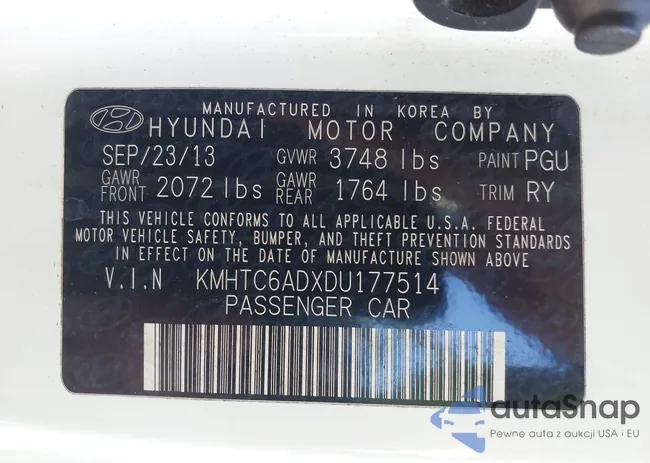 MANUFACTURED IN KOREA BY
HYUNDAI MOTOR COMPANY
SEP/23/13 GVWR 3748 lbs PAINT PGU
GAWR FRONT 2072 lbs GAWR REAR 1764 lbs TRIM RY
THIS VEHICLE CONFORMS TO ALL APPLICABLE U.S.A. FEDERAL
MOTOR VEHICLE SAFETY, BUMPER, AND THEFT PREVENTION STANDARDS
IN EFFECT ON THE DATE OF MANUFACTURE SHOWN ABOVE.
V.I.N KMHTC6ADXDU177514
PASSENGER CAR
autaSnap
Pewne auta z aukcji USA i EU